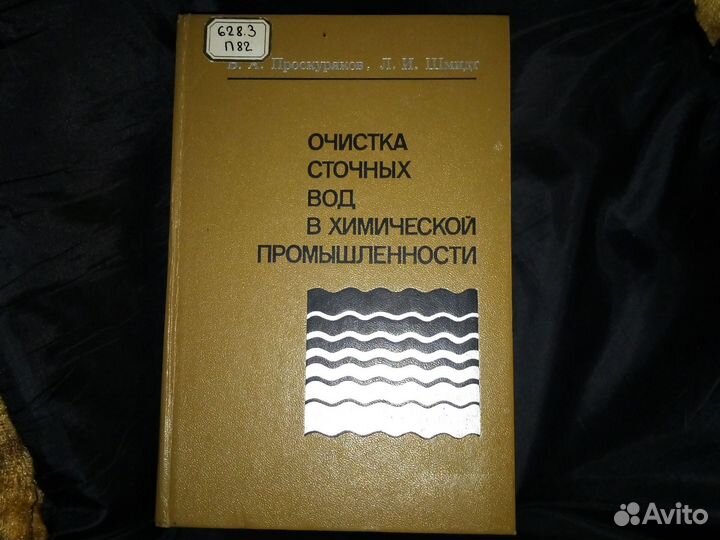 628.3
П82
В. А. Проскуряков, Л. И. Шмидт
ОЧИСТКА
СТОЧНЫХ
ВОД
В ХИМИЧЕСКОЙ
ПРОМЫШЛЕННОСТИ
Avito